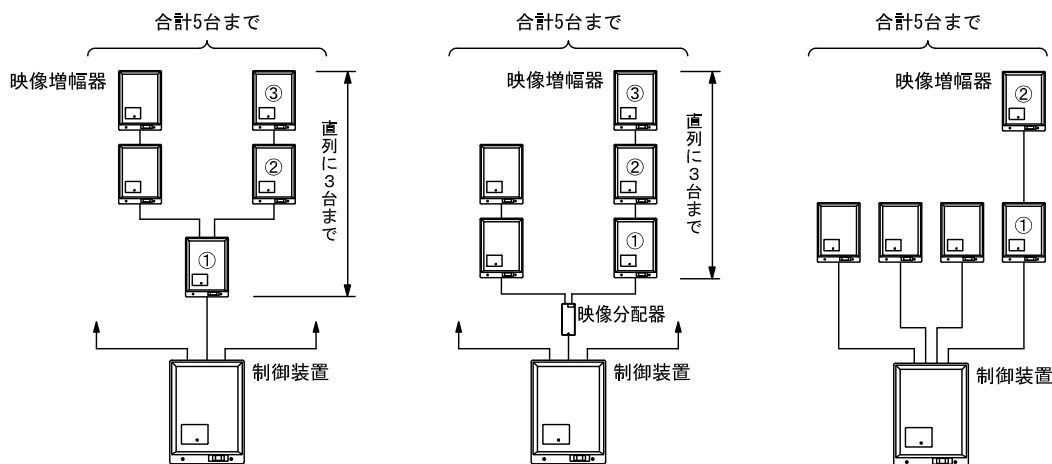 合計5台まで
映像増幅器
③
②
①
直列に3台まで
制御装置
合計5台まで
映像増幅器
③
②
①
直列に3台まで
映像分配器
制御装置
合計5台まで
映像増幅器
②
①
制御装置